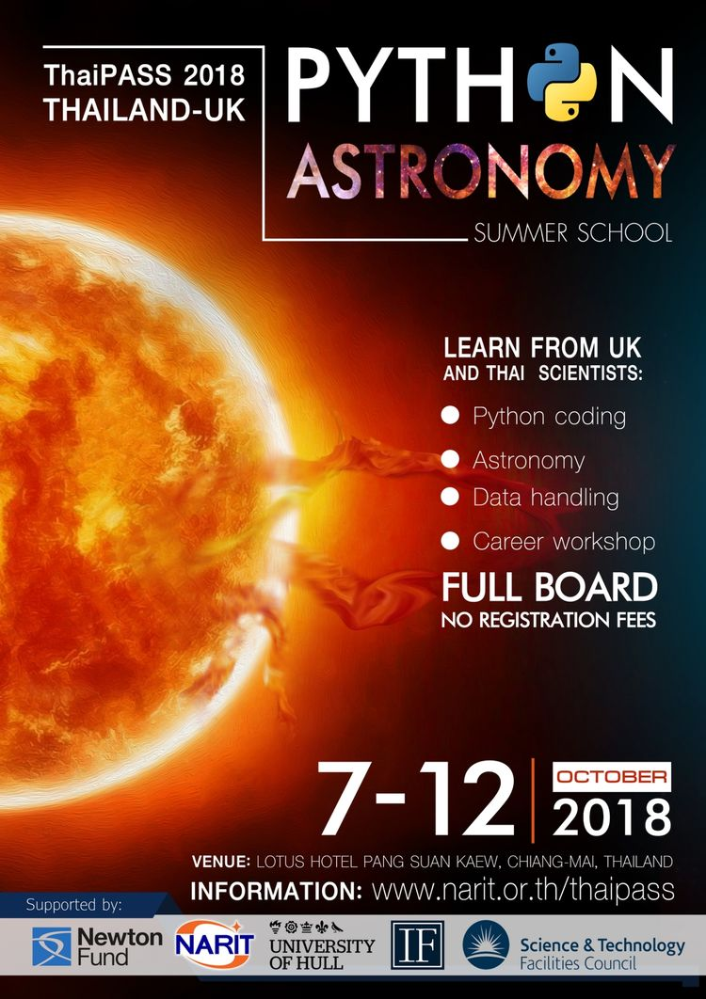 ThaiPASS 2018
THAILAND-UK
PYTHON
ASTRONOMY
SUMMER SCHOOL
LEARN FROM UK
AND THAI SCIENTISTS:
Python coding
Astronomy
Data handling
Career workshop
FULL BOARD
NO REGISTRATION FEES
7-12
OCTOBER
2018
VENUE: LOTUS HOTEL PANG SUAN KAEW, CHIANG-MAI, THAILAND
INFORMATION: www.narit.or.th/thaipass
Supported by:
Newton
Fund
NARIT
UNIVERSITY
OF HULL
IF
Science & Technology
Facilities Council